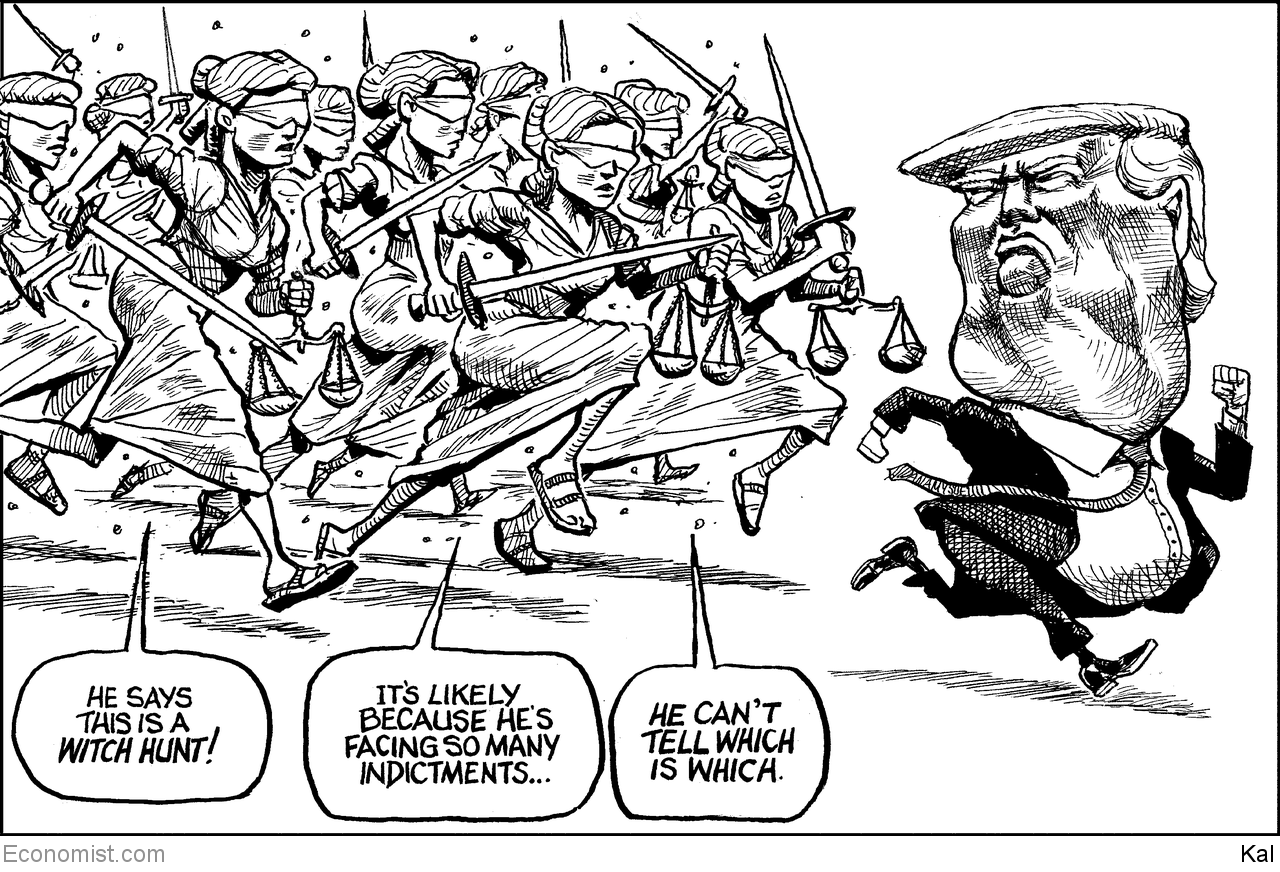 HE SAYS
THIS IS A
WITCH HUNT!
IT'S LIKELY
BECAUSE HE'S
FACING SO MANY
INDICTMENTS...
HE CAN'T
TELL WHICH
IS WHICH.
Economist.com
Kal